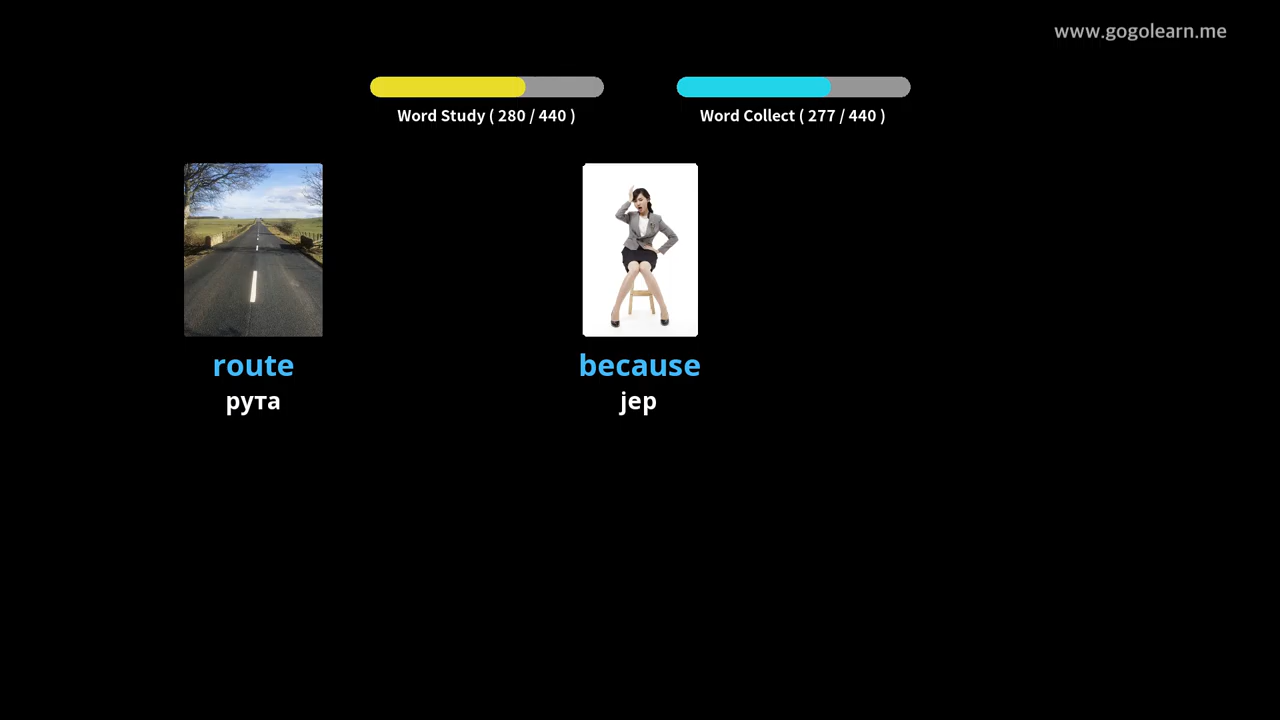 www.gogolearn.me
Word Study ( 280 / 440 )
Word Collect ( 277 / 440 )
route
рута
because
јер